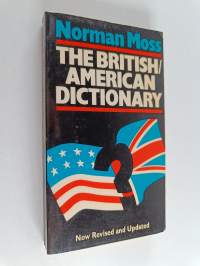 Norman Moss
THE BRITISH/
AMERICAN
DICTIONARY
?
Now Revised and Updated